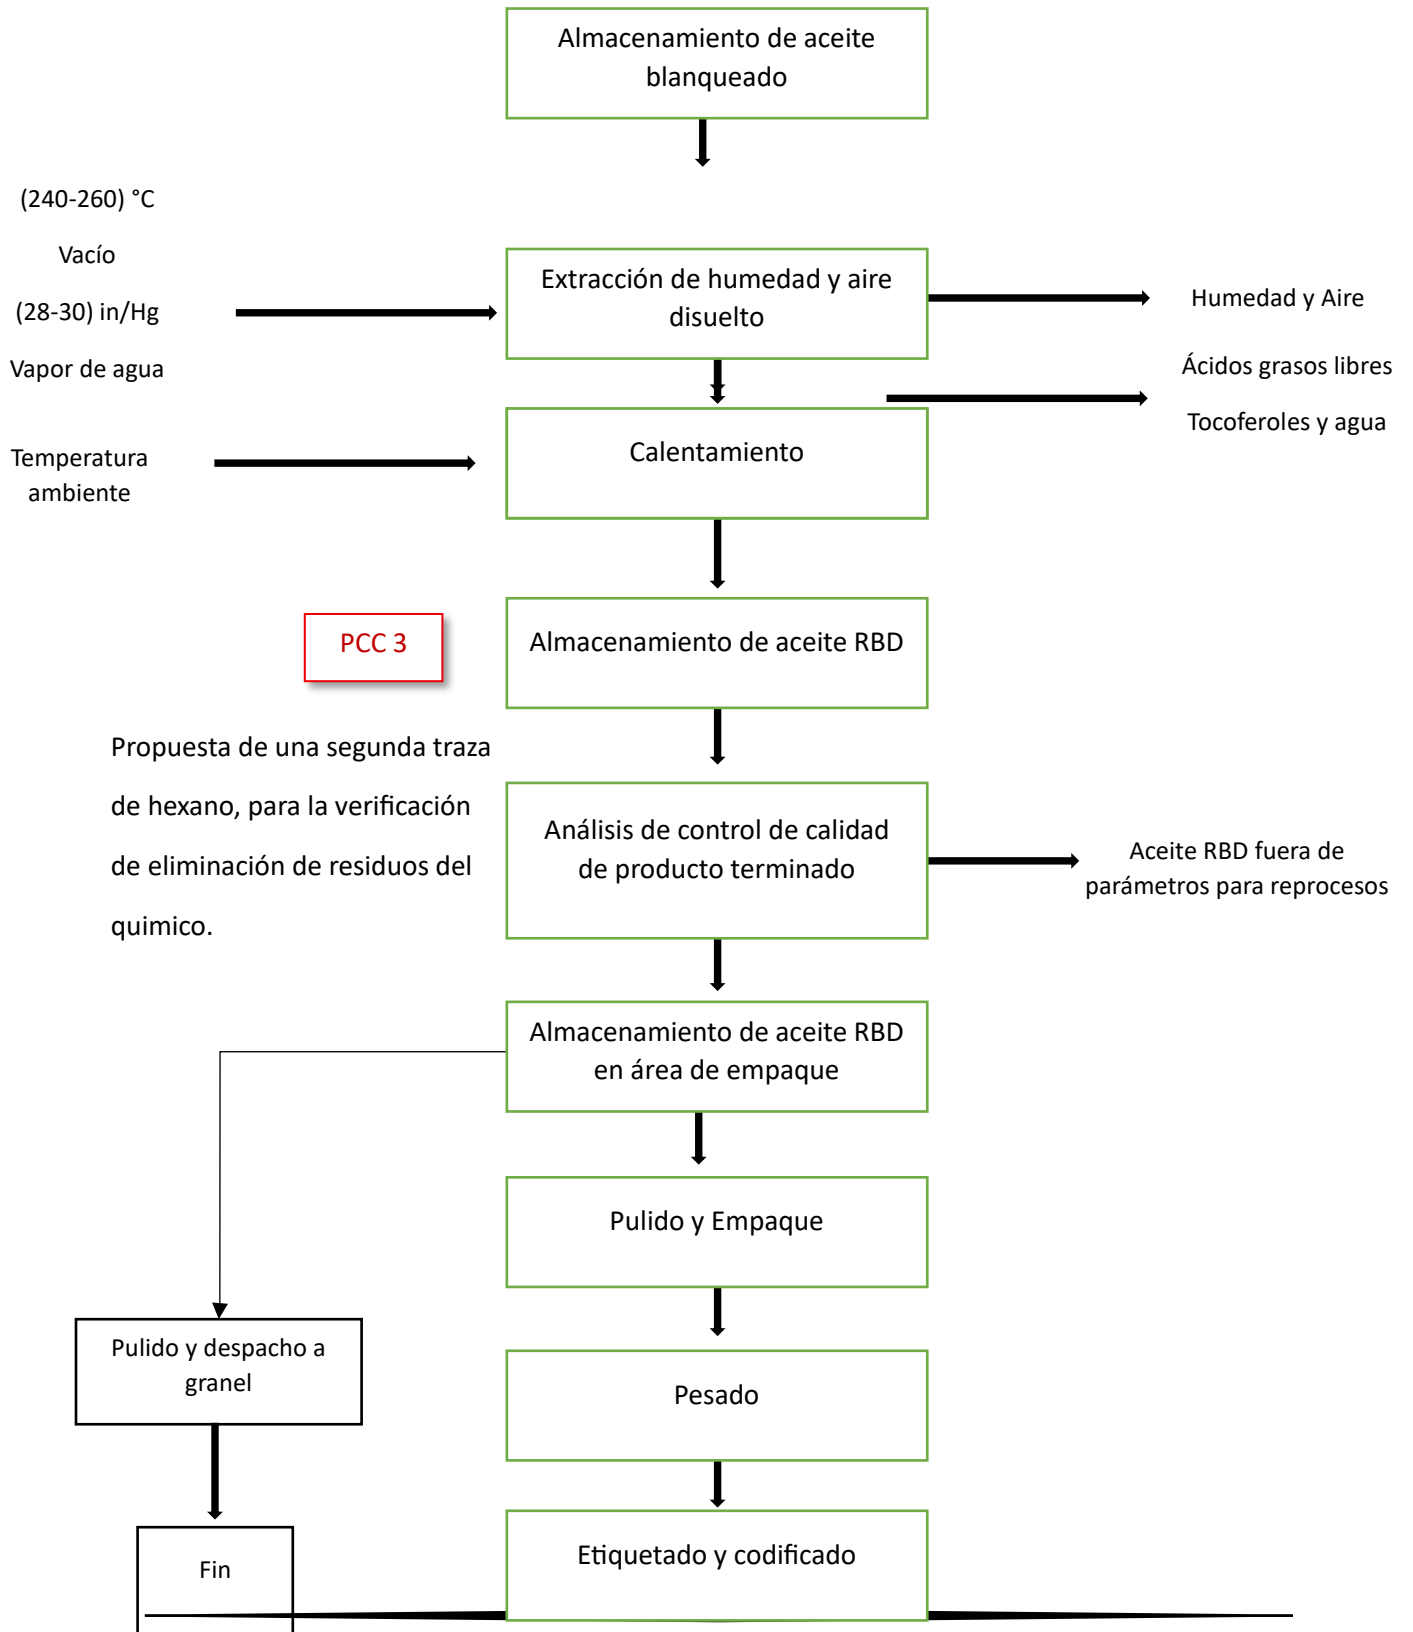 Almacenamiento de aceite
blanqueado
(240-260) °C
Vacío
(28-30) in/Hg
Vapor de agua
Extracción de humedad y aire
disuelto
Humedad y Aire
Ácidos grasos libres
Tocoferoles y agua
Temperatura
ambiente
Calentamiento
PCC 3
Almacenamiento de aceite RBD
Propuesta de una segunda traza
de hexano, para la verificación
de eliminación de residuos del
quimico.
Análisis de control de calidad
de producto terminado
Aceite RBD fuera de
parámetros para reprocesos
Almacenamiento de aceite RBD
en área de empaque
Pulido y Empaque
Pulido y despacho a
granel
Pesado
Etiquetado y codificado
Fin